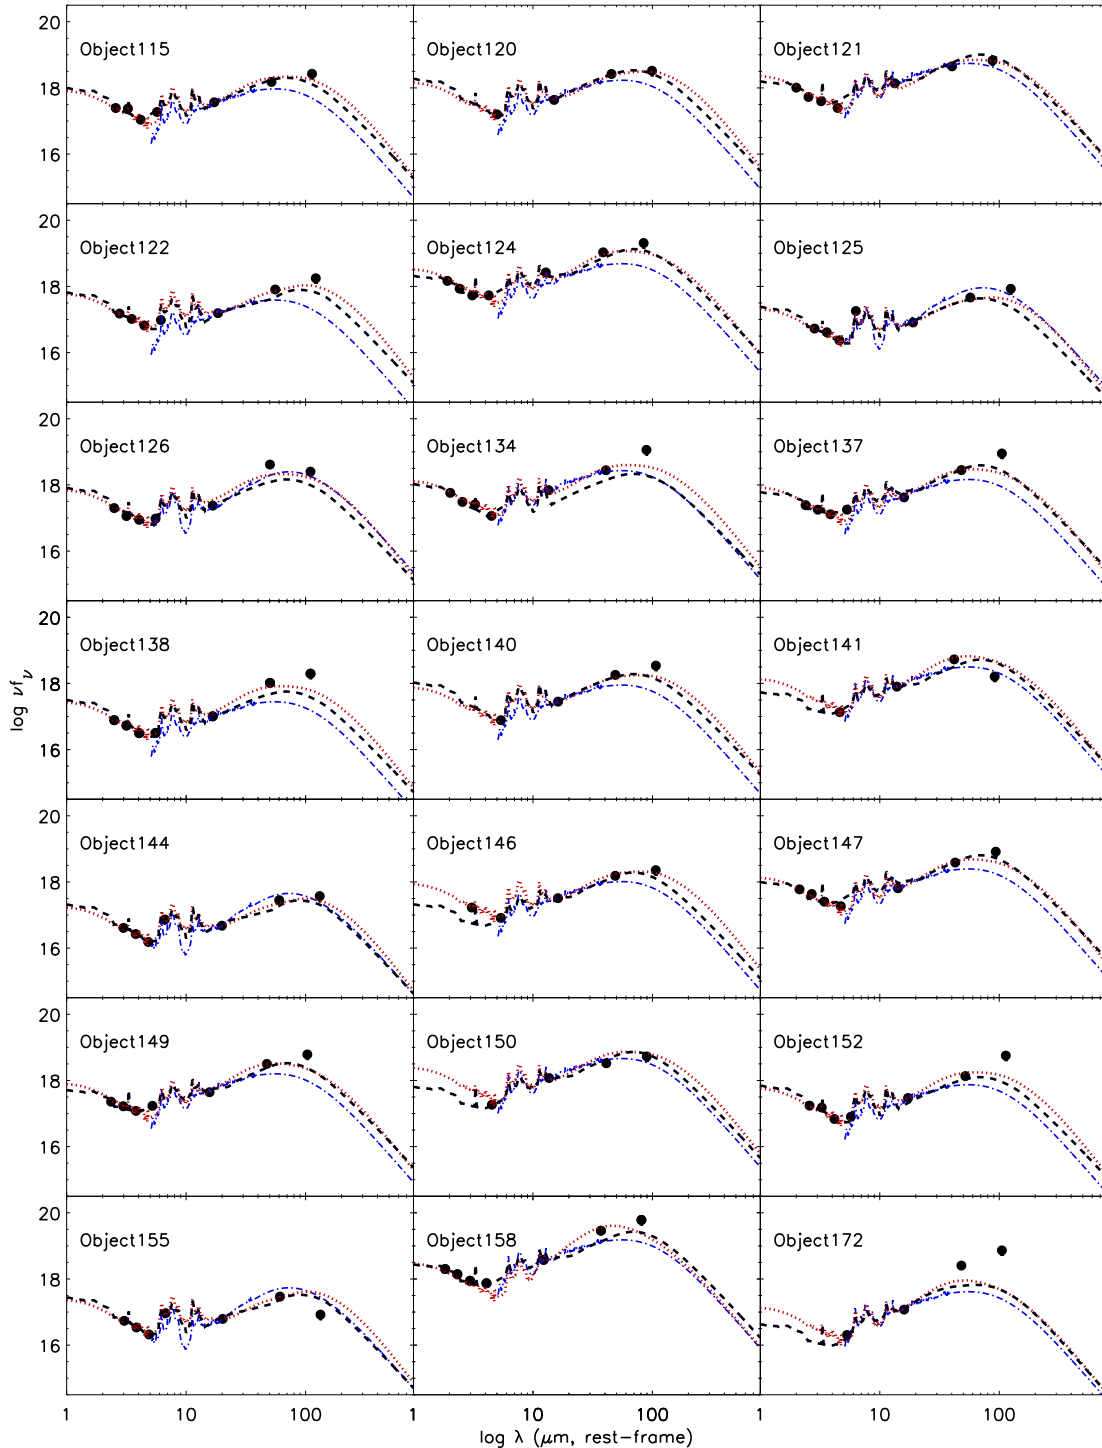 20
18
16
Object115
Object120
Object121
20
18
16
Object122
Object124
Object125
20
18
16
Object126
Object134
Object137
20
18
16
Object138
Object140
Object141
log νfν
20
18
16
Object144
Object146
Object147
20
18
16
Object149
Object150
Object152
20
18
16
Object155
Object158
Object172
1 10 100 1 10 100 1 10 100
log λ (μm, rest-frame)